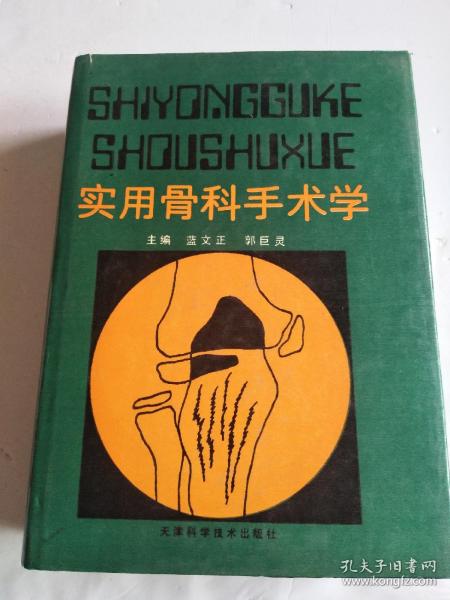 SHIYONGGUKE
SHOUSHUXUE
实用骨科手术学
主编 蓝文正 郭巨灵
天津科学技术出版社
孔夫子旧书网
www.kongfz.com